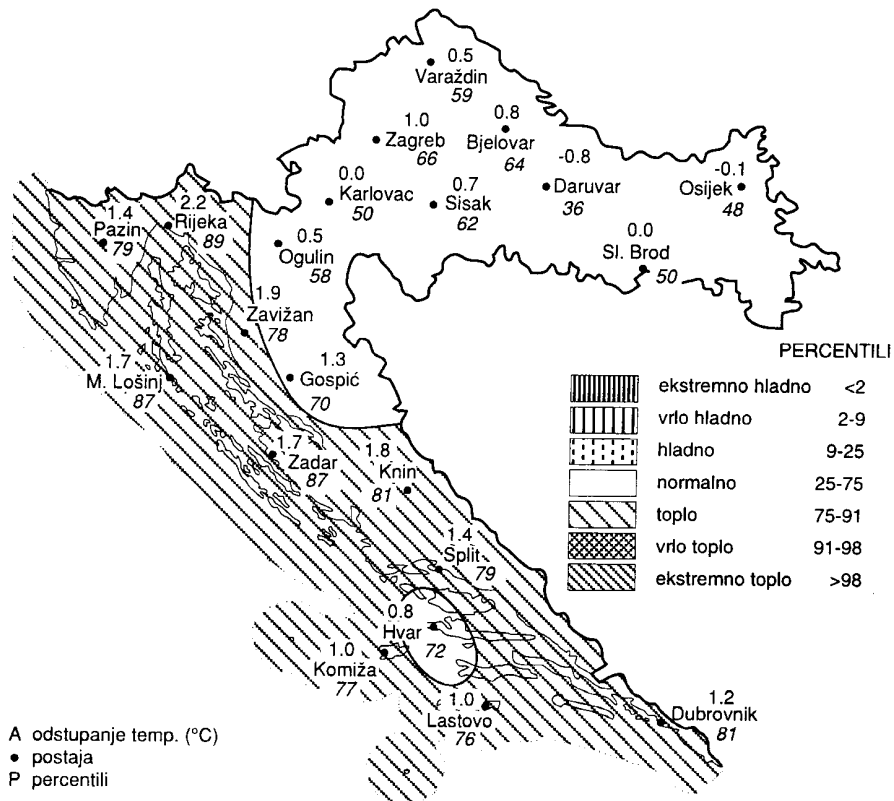 0.5
Varaždin
59
1.0
Zagreb
66
0.8
Bjelovar
64
-0.8
Daruvar
36
-0.1
Osijek
48
0.0
Karlovac
50
0.7
Sisak
62
0.0
Sl. Brod
50
1.4
Pazin
79
2.2
Rijeka
89
0.5
Ogulin
58
1.9
Zavižan
78
1.3
Gospić
70
1.7
M. Lošinj
87
1.7
Zadar
87
1.8
Knin
81
1.4
Split
79
0.8
Hvar
72
1.0
Komiža
77
1.0
Lastovo
76
1.2
Dubrovnik
81
PERCENTILI
ekstremno hladno <2
vrlo hladno 2-9
hladno 9-25
normalno 25-75
toplo 75-91
vrlo toplo 91-98
ekstremno toplo >98
A odstupanje temp. (°C)
• postaja
P percentili